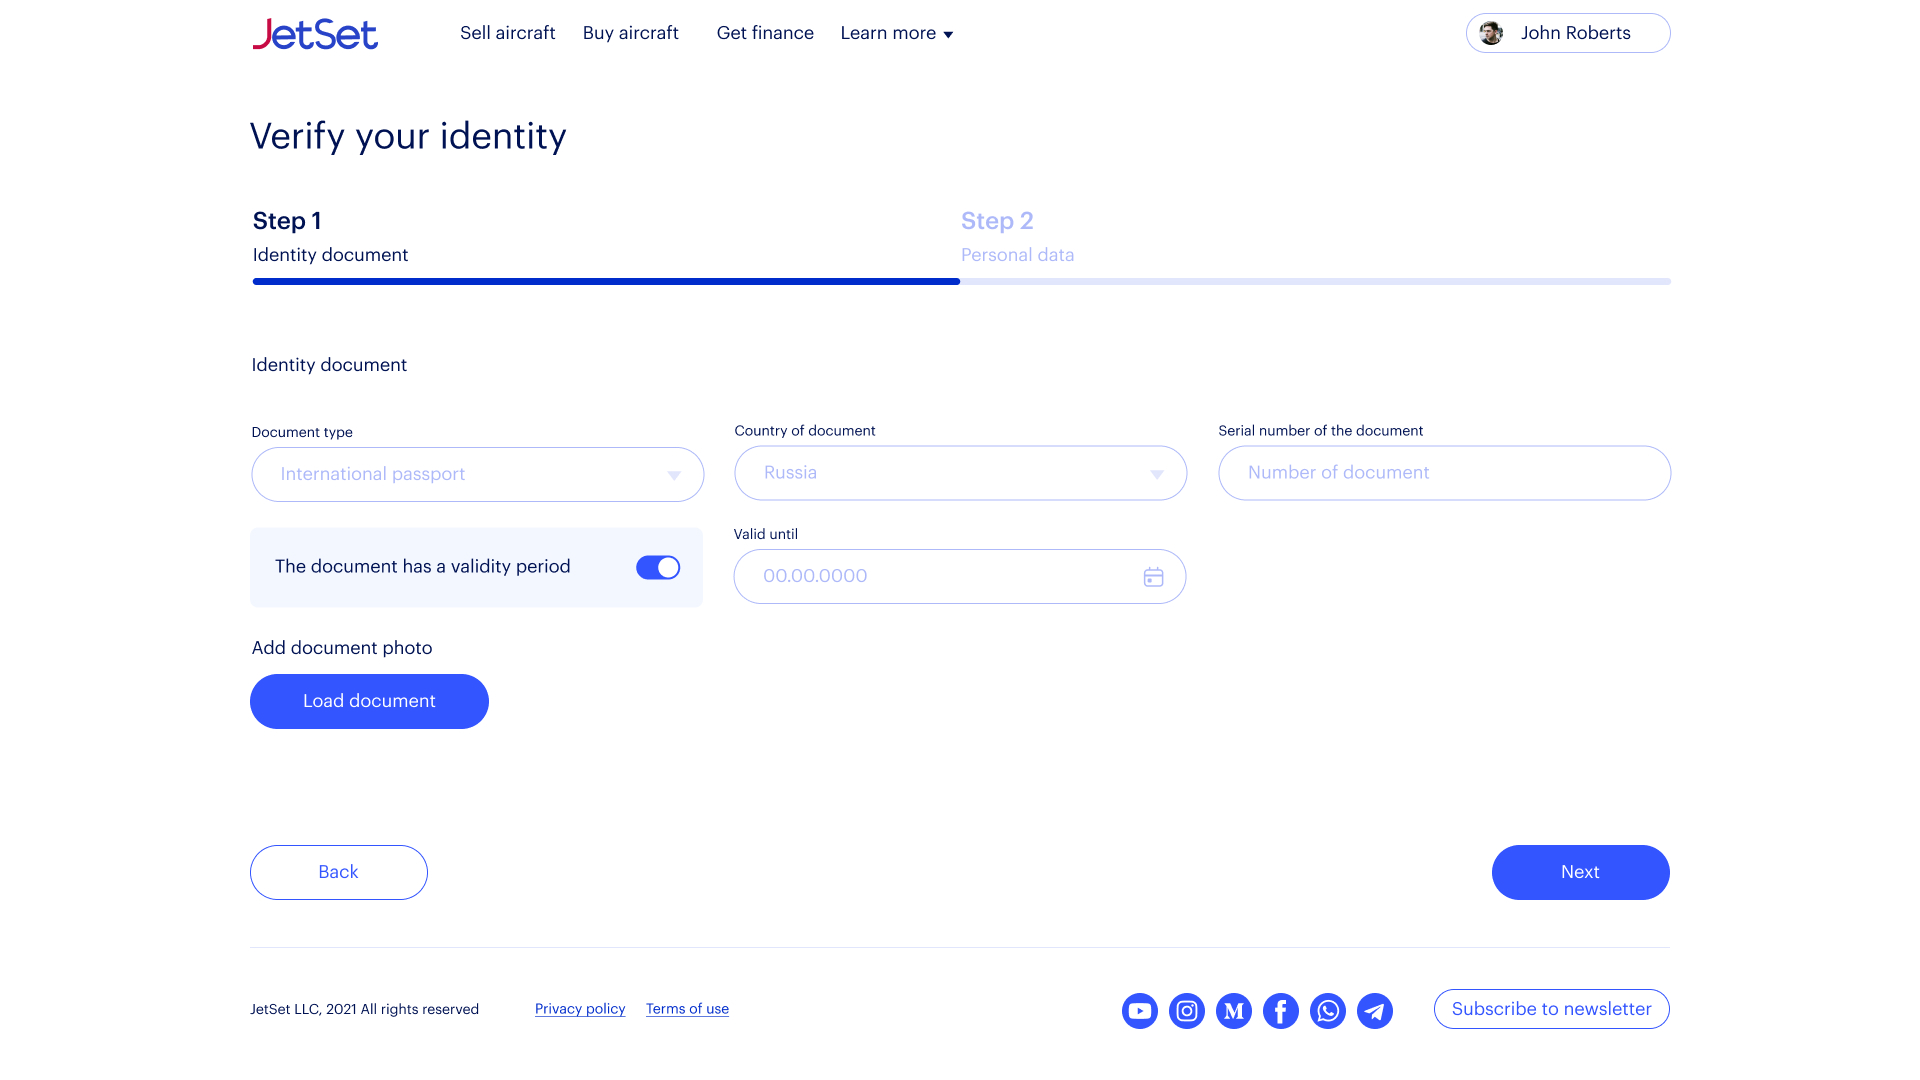 JetSet
Sell aircraft
Buy aircraft
Get finance
Learn more
John Roberts
Verify your identity
Step 1
Identity document
Step 2
Personal data
Identity document
Document type
International passport
Country of document
Russia
Serial number of the document
Number of document
The document has a validity period
Valid until
00.00.0000
Add document photo
Load document
Back
Next
JetSet LLC, 2021 All rights reserved
Privacy policy
Terms of use
Subscribe to newsletter